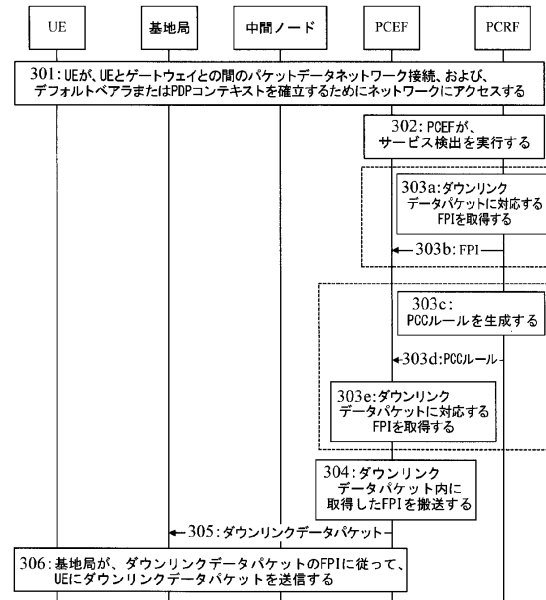 UE
基地局
中間ノード
PCEF
PCRF
301:UEが、UEとゲートウェイとの間のパケットデータネットワーク接続、および、
デフォルトベアラまたはPDPコンテキストを確立するためにネットワークにアクセスする
302:PCEFが、
サービス検出を実行する
303a:ダウンリンク
データパケットに対応する
FPIを取得する
303b:FPI
303c:
PCCルールを生成する
303d:PCCルール
303e:ダウンリンク
データパケットに対応する
FPIを取得する
304:ダウンリンク
データパケット内に
取得したFPIを搬送する
305:ダウンリンクデータパケット
306:基地局が、ダウンリンクデータパケットのFPIに従って、
UEにダウンリンクデータパケットを送信する